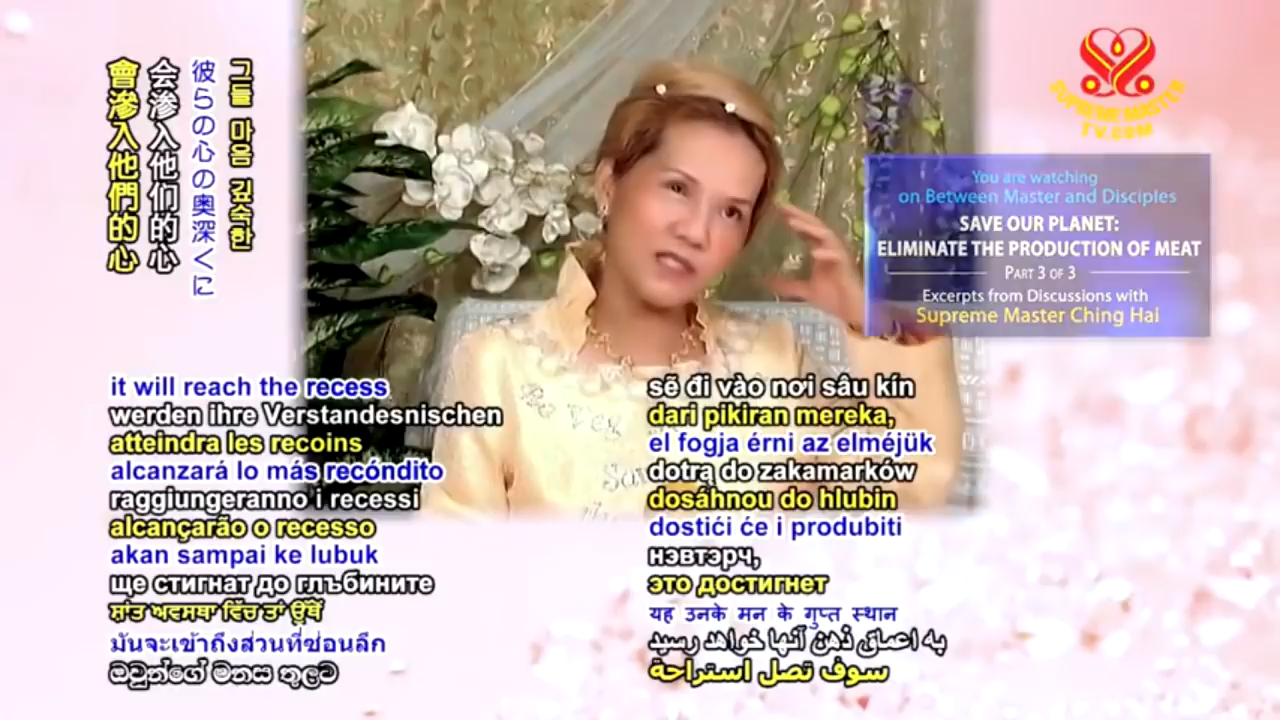 會滲入他們的心
会渗入他们的心
彼らの心の奥深くに
그들 마음 깊숙한
SUPREME MASTER
TV.COM
You are watching
on Between Master and Disciples
SAVE OUR PLANET:
ELIMINATE THE PRODUCTION OF MEAT
PART 3 OF 3
Excerpts from Discussions with
Supreme Master Ching Hai
Be Veg
it will reach the recess
werden ihre Verstandesnischen
atteindra les recoins
alcanzará lo más recóndito
raggiungeranno i recessi
alcançarão o recesso
akan sampai ke lubuk
ще стигнат до глъбините
ਸ਼ਾਂਤ ਅਵਸਥਾ ਵਿੱਚ ਤਾਂ ਉਥੇਂ
มันจะเข้าถึงส่วนที่ซ่อนลึก
ඔවුන්ගේ මනස තුලට
sẽ đi vào nơi sâu kín
dari pikiran mereka,
el fogja érni az elméjük
dotrą do zakamarków
dosáhnou do hlubin
dostići će i produbiti
нэвтэрч,
это достигнет
यह उनके मन के गुप्त स्थान
به اعماق ذهن آنها خواهد رسید
سوف تصل استراحة